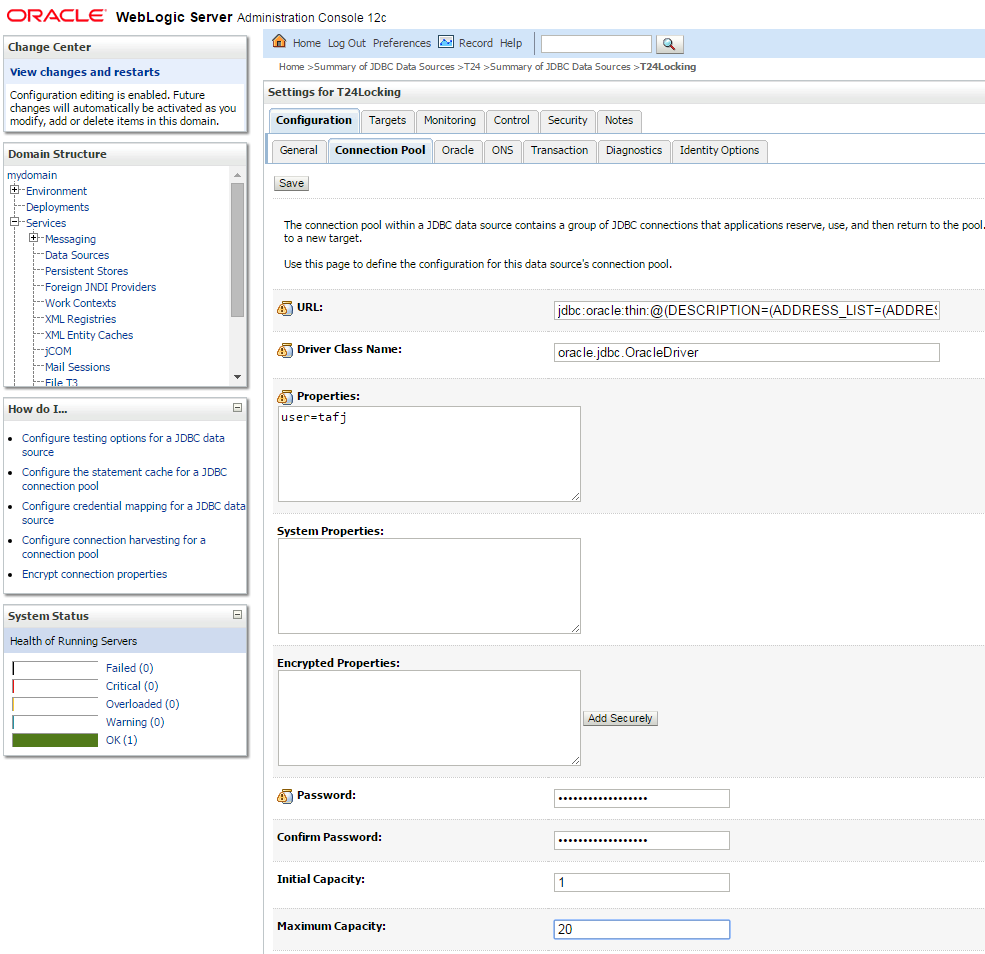 ORACLE WebLogic Server Administration Console 12c
Change Center
View changes and restarts
Configuration editing is enabled. Future
changes will automatically be activated as you
modify, add or delete items in this domain.
Domain Structure
mydomain
Environment
Deployments
Services
Messaging
Data Sources
Persistent Stores
Foreign JNDI Providers
Work Contexts
XML Registries
XML Entity Caches
jCOM
Mail Sessions
File T3
How do I...
Configure testing options for a JDBC data
source
Configure the statement cache for a JDBC
connection pool
Configure credential mapping for a JDBC data
source
Configure connection harvesting for a
connection pool
Encrypt connection properties
System Status
Health of Running Servers
Failed (0)
Critical (0)
Overloaded (0)
Warning (0)
OK (1)
Home Log Out Preferences Record Help
Home >Summary of JDBC Data Sources >T24 >Summary of JDBC Data Sources >T24Locking
Settings for T24Locking
Configuration Targets Monitoring Control Security Notes
General Connection Pool Oracle ONS Transaction Diagnostics Identity Options
Save
The connection pool within a JDBC data source contains a group of JDBC connections that applications reserve, use, and then return to the pool.
to a new target.
Use this page to define the configuration for this data source's connection pool.
URL: jdbc:oracle:thin:@(DESCRIPTION=(ADDRESS_LIST=(ADDRES
Driver Class Name: oracle.jdbc.OracleDriver
Properties:
user=tafj
System Properties:
Encrypted Properties:
Add Securely
Password: ••••••••••••••••••
Confirm Password: ••••••••••••••••••
Initial Capacity: 1
Maximum Capacity: 20